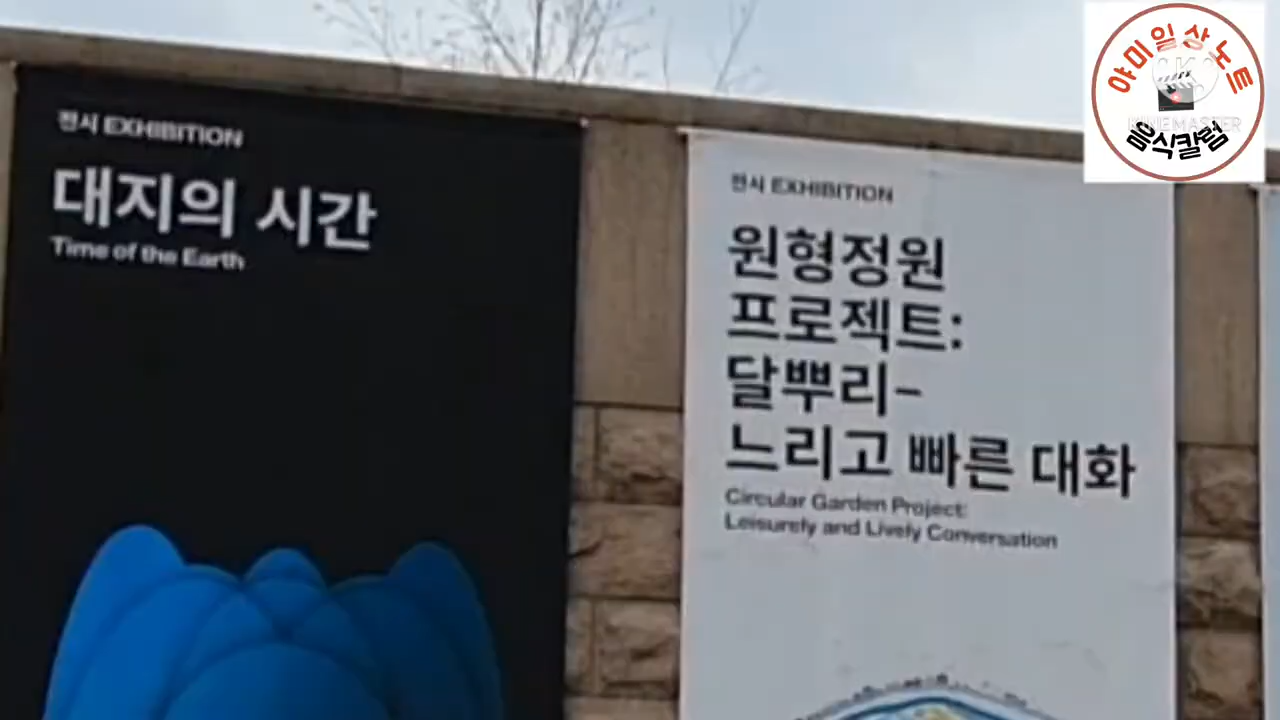 전시 EXHIBITION
대지의 시간
Time of the Earth
전시 EXHIBITION
원형정원
프로젝트:
달뿌리–
느리고 빠른 대화
Circular Garden Project:
Leisurely and Lively Conversation
야미일상노트
KINEMASTER
음식칼럼